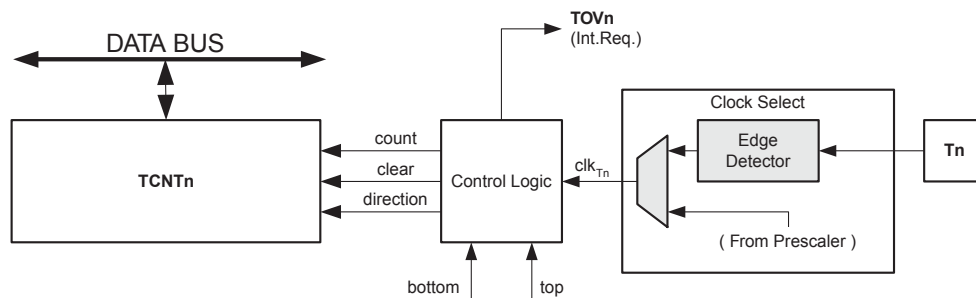 TOVn
(Int.Req.)
DATA BUS
Clock Select
TCNTn
count
clear
direction
Control Logic
clkTn
Edge
Detector
Tn
( From Prescaler )
bottom
top